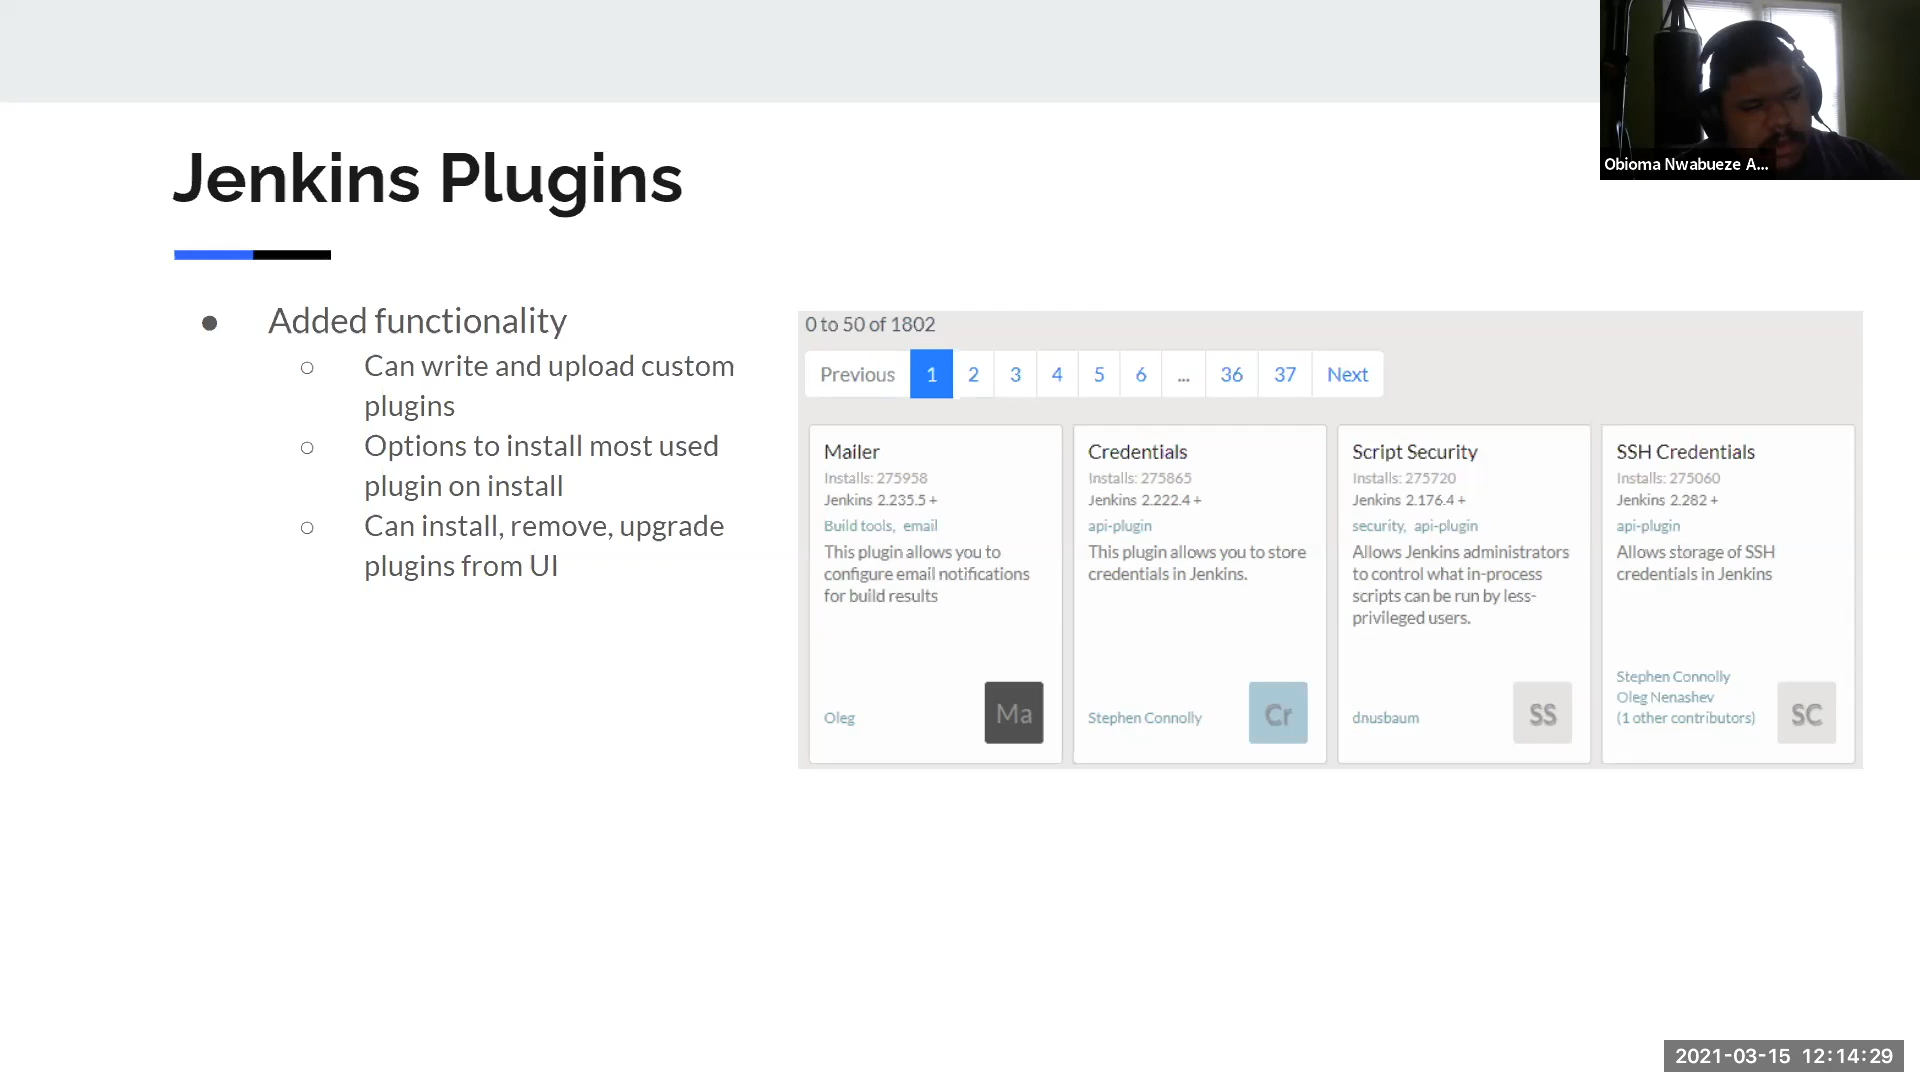 Obioma Nwabueze A...
Jenkins Plugins
● Added functionality
○ Can write and upload custom
plugins
○ Options to install most used
plugin on install
○ Can install, remove, upgrade
plugins from UI
0 to 50 of 1802
Previous 1 2 3 4 5 6 ... 36 37 Next
Mailer
Installs: 275958
Jenkins 2.235.5 +
Build tools, email
This plugin allows you to
configure email notifications
for build results
Oleg
Ma
Credentials
Installs: 275865
Jenkins 2.222.4 +
api-plugin
This plugin allows you to store
credentials in Jenkins.
Stephen Connolly
Cr
Script Security
Installs: 275720
Jenkins 2.176.4 +
security, api-plugin
Allows Jenkins administrators
to control what in-process
scripts can be run by less-
privileged users.
dnusbaum
SS
SSH Credentials
Installs: 275060
Jenkins 2.282 +
api-plugin
Allows storage of SSH
credentials in Jenkins
Stephen Connolly
Oleg Nenashev
(1 other contributors)
SC
2021-03-15 12:14:29